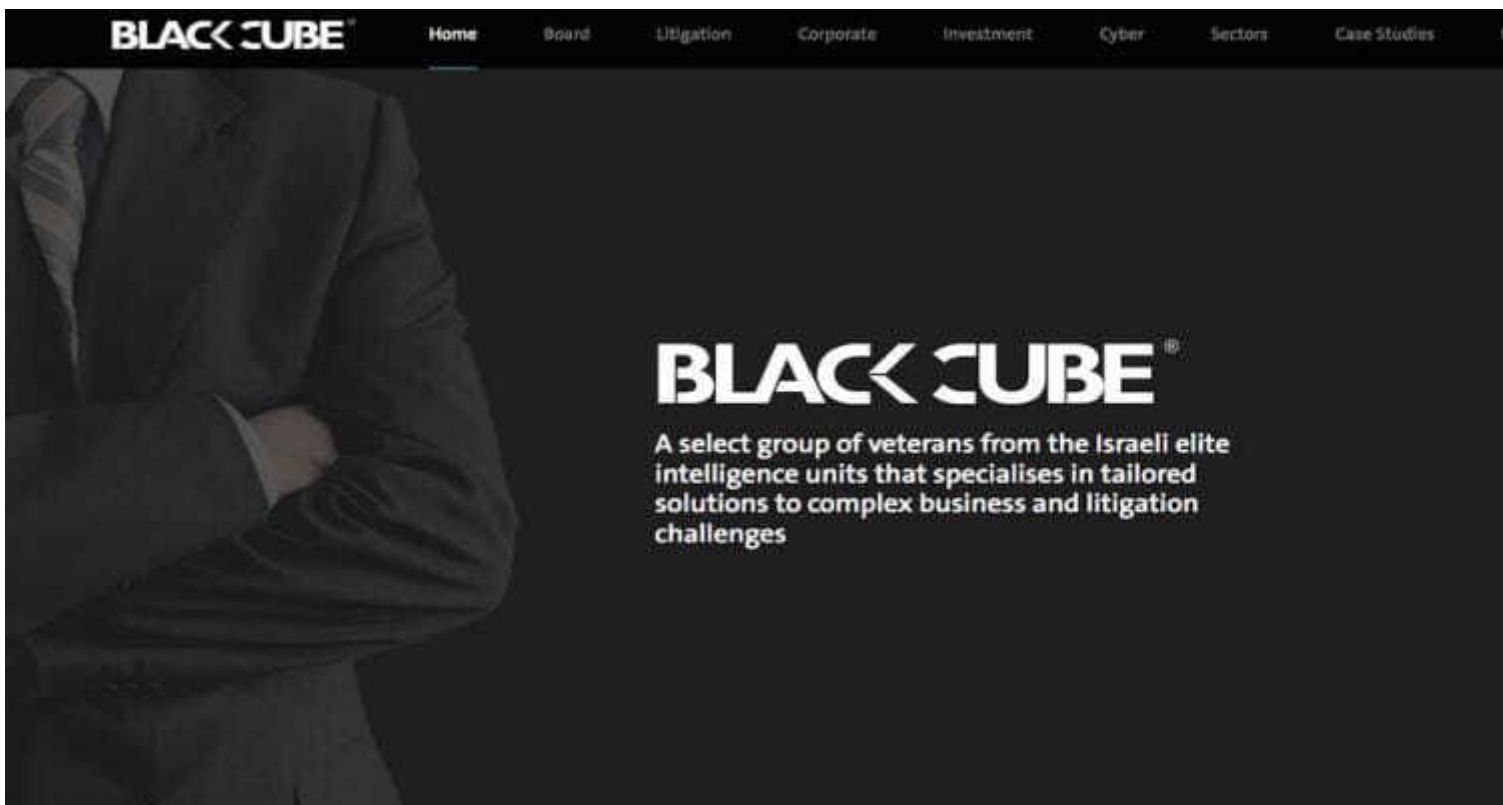 BLACK CUBE®
Home Board Litigation Corporate Investment Cyber Sectors Case Studies
BLACK CUBE®
A select group of veterans from the Israeli elite
intelligence units that specialises in tailored
solutions to complex business and litigation
challenges